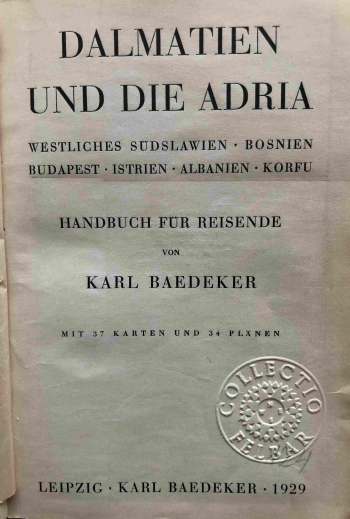 DALMATIEN
UND DIE ADRIA
WESTLICHES SÜDSLAWIEN · BOSNIEN
BUDAPEST · ISTRIEN · ALBANIEN · KORFU
HANDBUCH FÜR REISENDE
VON
KARL BAEDEKER
MIT 37 KARTEN UND 34 PLÄNEN
COLLECTIO
FELBAR
LEIPZIG · KARL BAEDEKER · 1929